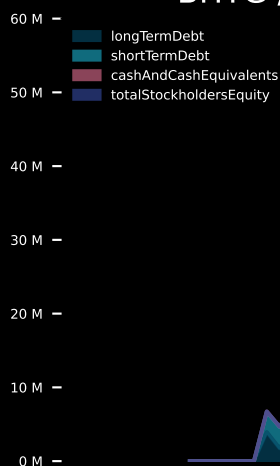 60 M
longTermDebt
shortTermDebt
cashAndCashEquivalents
50 M
totalStockholdersEquity
40 M
30 M
20 M
10 M
0 M